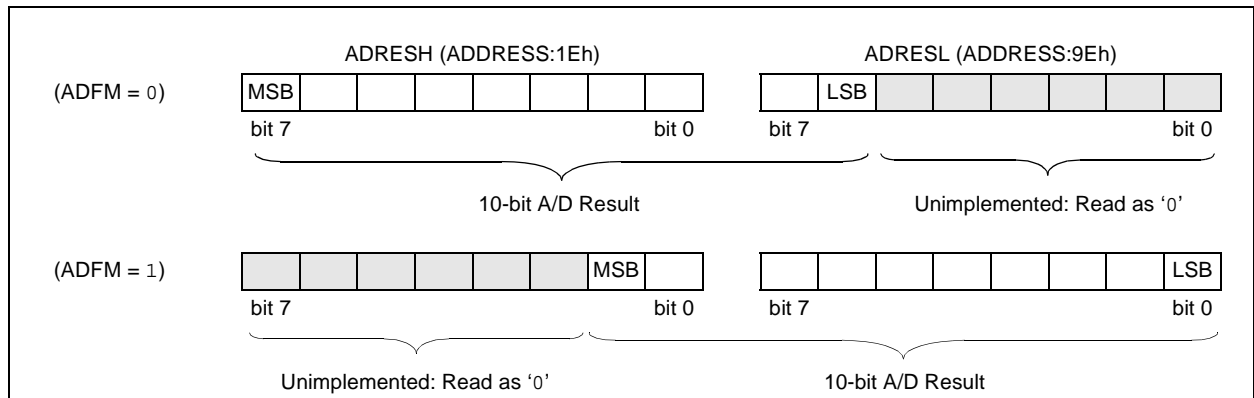 ADRESH (ADDRESS:1Eh) ADRESL (ADDRESS:9Eh)
(ADFM = 0) MSB LSB
bit 7 bit 0 bit 7 bit 0
10-bit A/D Result Unimplemented: Read as ‘0’
(ADFM = 1) MSB LSB
bit 7 bit 0 bit 7 bit 0
Unimplemented: Read as ‘0’ 10-bit A/D Result